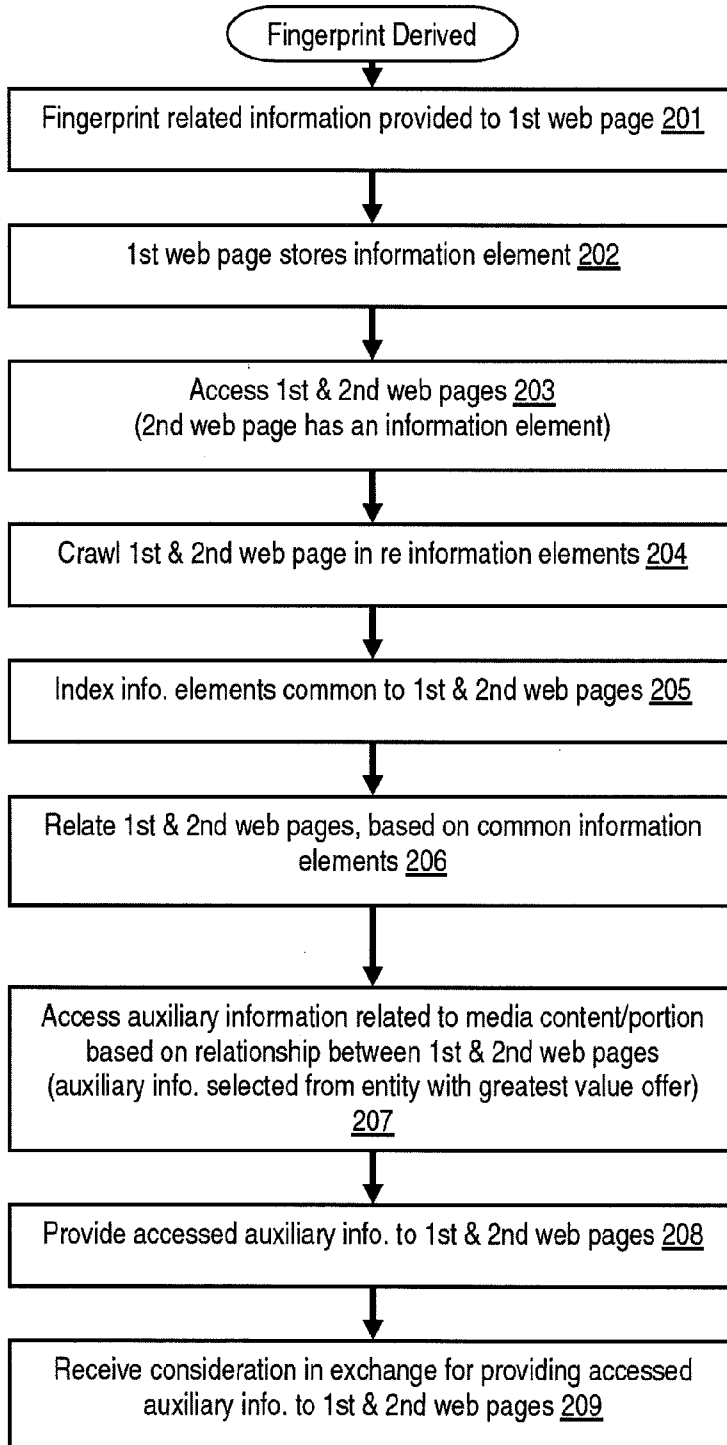 Fingerprint Derived
Fingerprint related information provided to 1st web page 201
1st web page stores information element 202
Access 1st & 2nd web pages 203
(2nd web page has an information element)
Crawl 1st & 2nd web page in re information elements 204
Index info. elements common to 1st & 2nd web pages 205
Relate 1st & 2nd web pages, based on common information
elements 206
Access auxiliary information related to media content/portion
based on relationship between 1st & 2nd web pages
(auxiliary info. selected from entity with greatest value offer)
207
Provide accessed auxiliary info. to 1st & 2nd web pages 208
Receive consideration in exchange for providing accessed
auxiliary info. to 1st & 2nd web pages 209